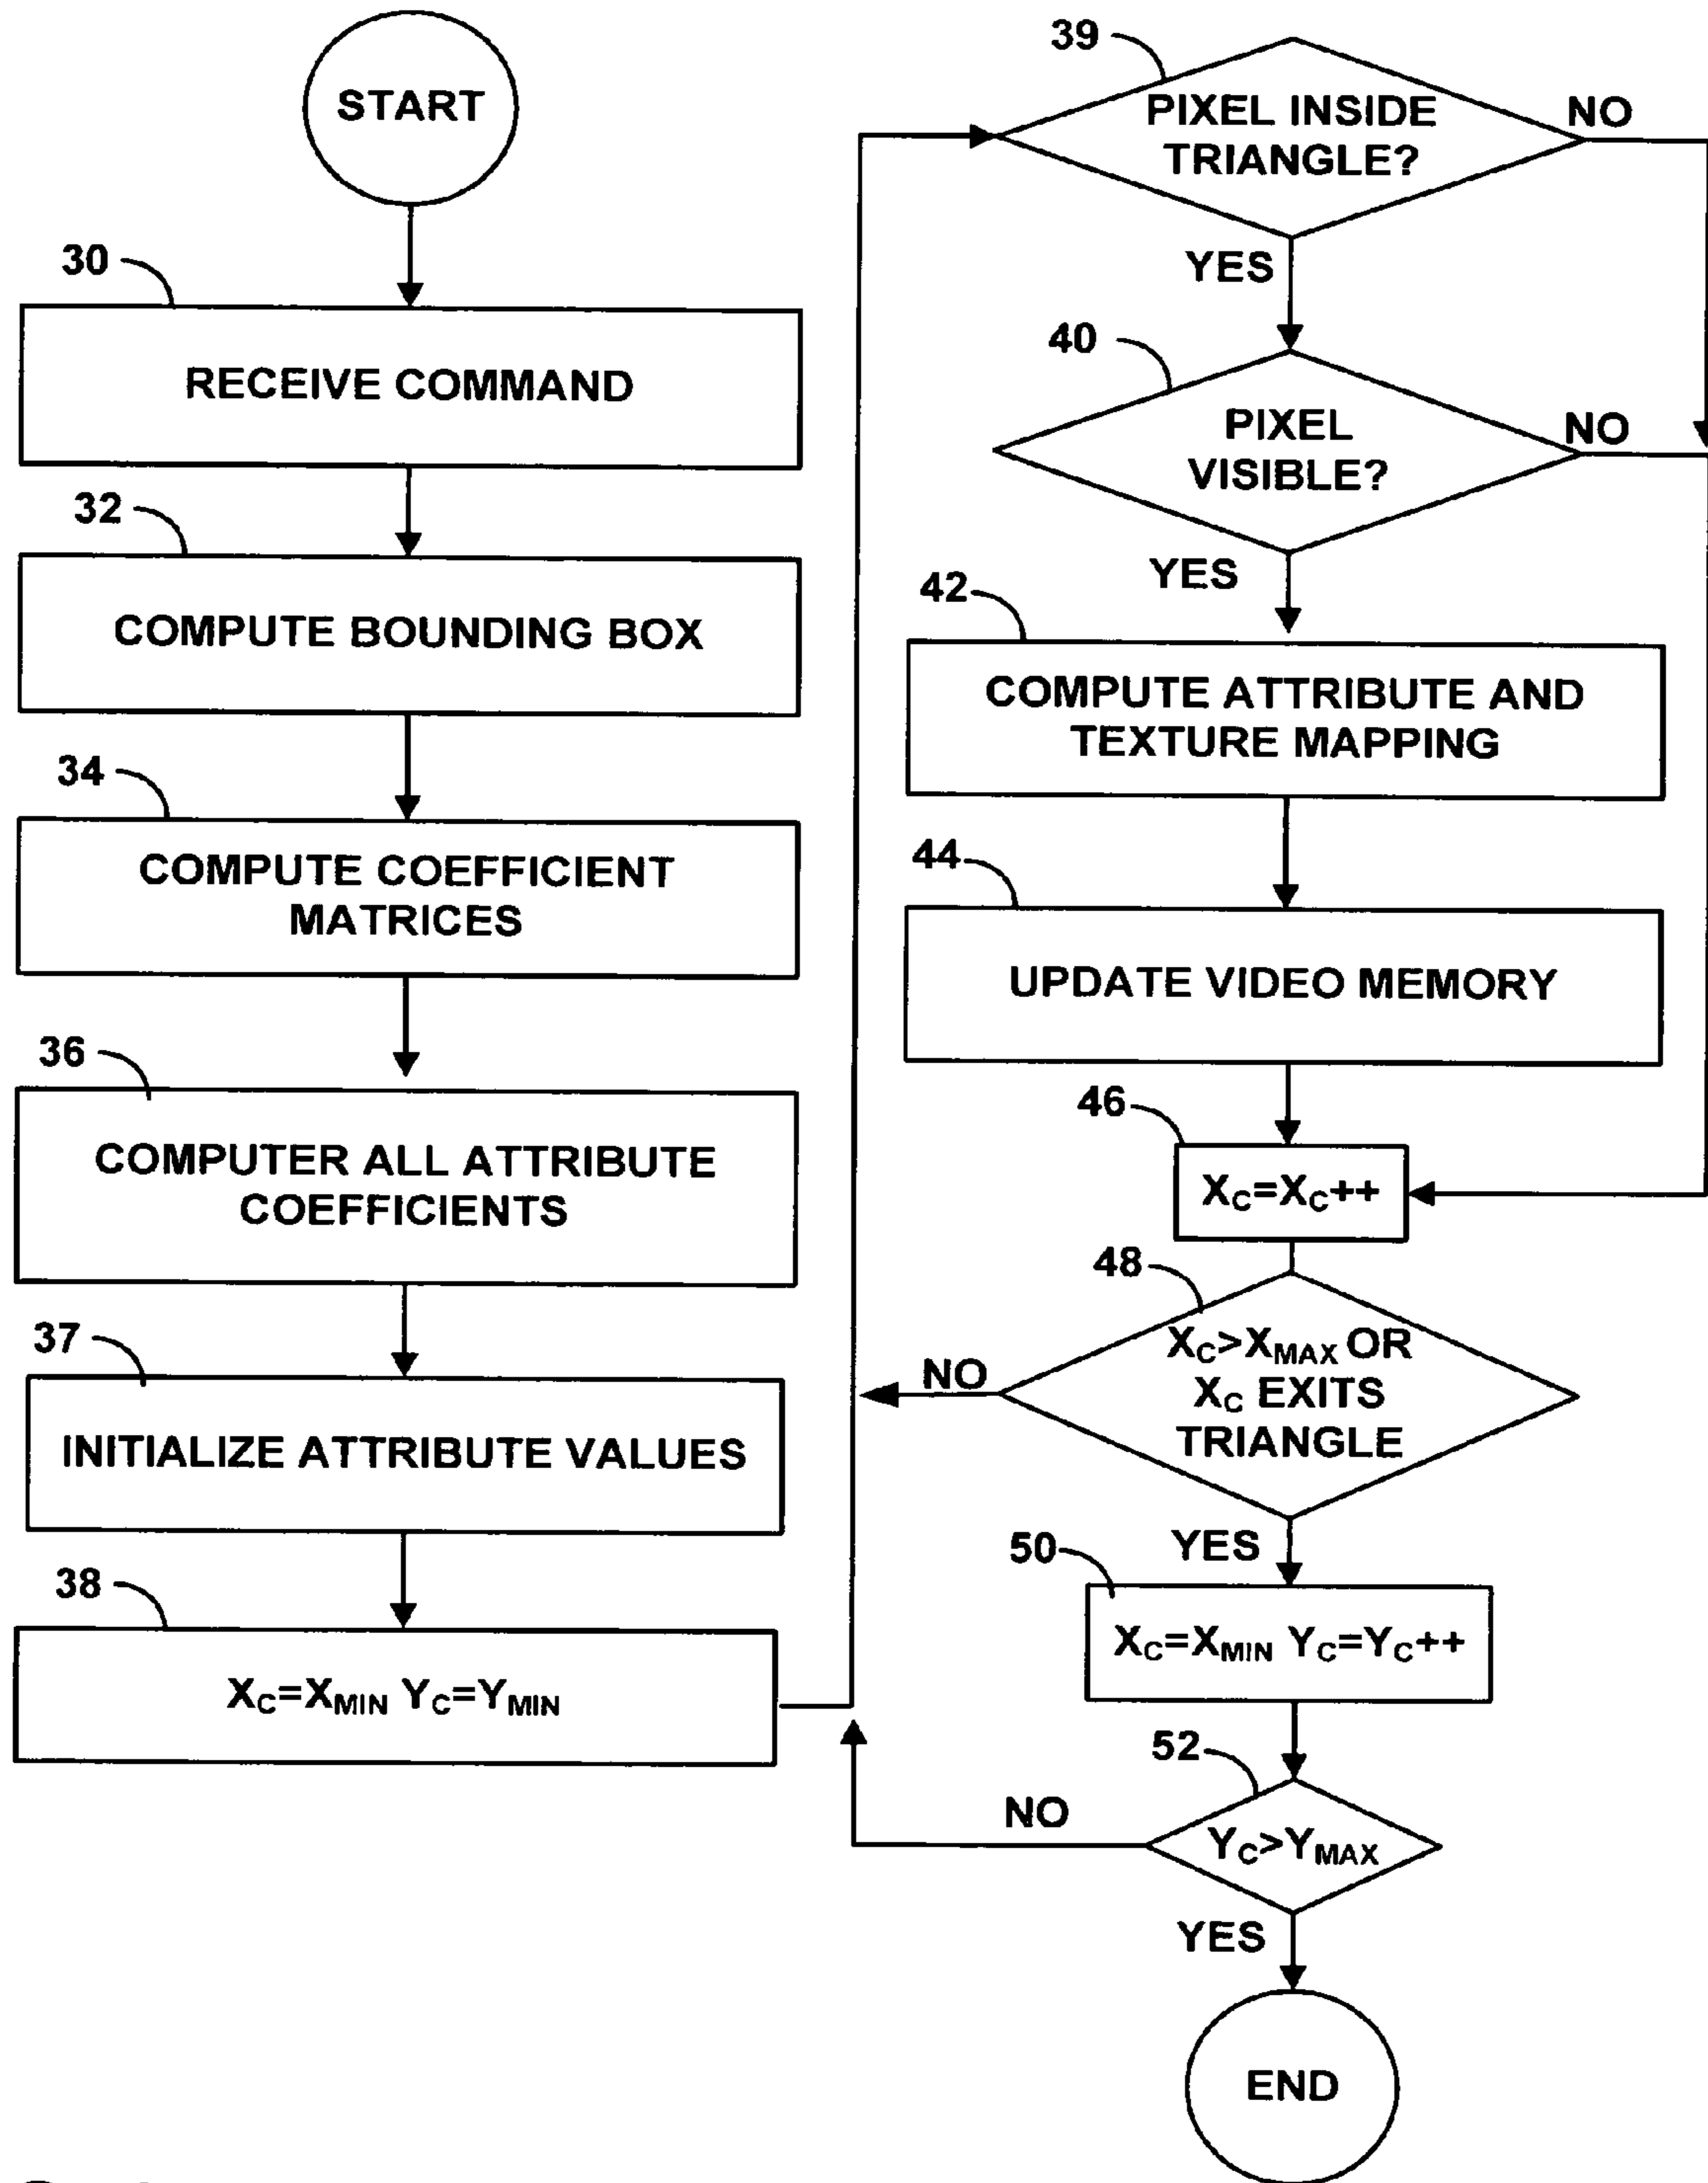 START
30
RECEIVE COMMAND
32
COMPUTE BOUNDING BOX
34
COMPUTE COEFFICIENT
MATRICES
36
COMPUTER ALL ATTRIBUTE
COEFFICIENTS
37
INITIALIZE ATTRIBUTE VALUES
38
XC=XMIN YC=YMIN
39
PIXEL INSIDE
TRIANGLE?
NO
YES
40
PIXEL
VISIBLE?
NO
YES
42
COMPUTE ATTRIBUTE AND
TEXTURE MAPPING
44
UPDATE VIDEO MEMORY
46
XC=XC++
48
XC>XMAX OR
XC EXITS
TRIANGLE
NO
YES
50
XC=XMIN YC=YC++
52
YC>YMAX
NO
YES
END